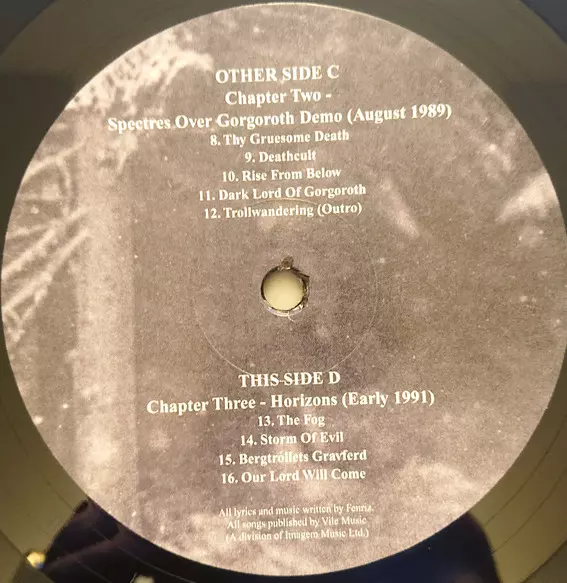 OTHER SIDE C
Chapter Two -
Spectres Over Gorgoroth Demo (August 1989)
8. Thy Gruesome Death
9. Deathcult
10. Rise From Below
11. Dark Lord Of Gorgoroth
12. Trollwandering (Outro)
THIS SIDE D
Chapter Three - Horizons (Early 1991)
13. The Fog
14. Storm Of Evil
15. Bergtrollets Gravferd
16. Our Lord Will Come
All lyrics and music written by Fenriz.
All songs published by Vile Music
(A division of Imagem Music Ltd.)